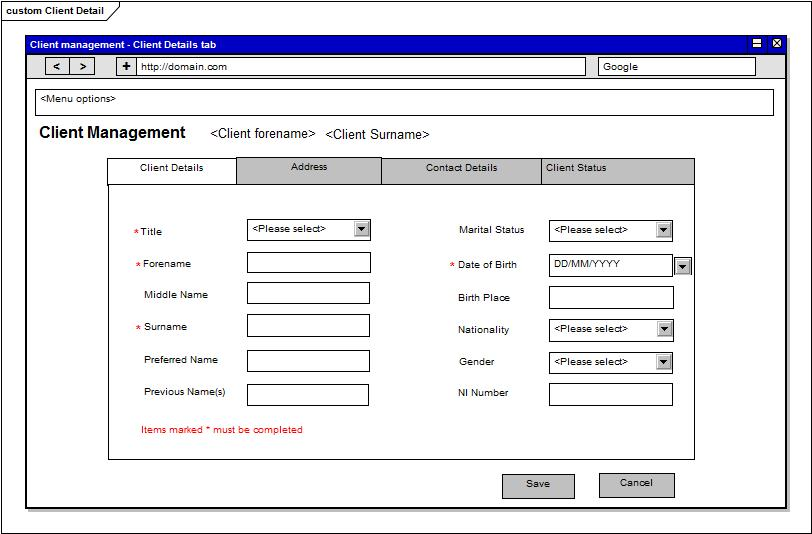 custom Client Detail
Client management - Client Details tab
< > + http://domain.com Google
<Menu options>
Client Management <Client forename> <Client Surname>
Client Details Address Contact Details Client Status
* Title <Please select> Marital Status <Please select>
* Forename * Date of Birth DD/MM/YYYY
Middle Name Birth Place
* Surname Nationality <Please select>
Preferred Name Gender <Please select>
Previous Name(s) NI Number
Items marked * must be completed
Save Cancel